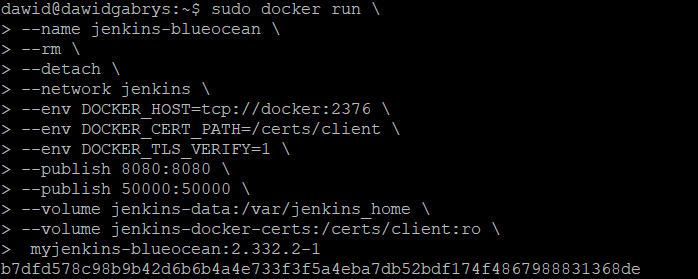 dawid@dawidgabrys:~$ sudo docker run \
> --name jenkins-blueocean \
> --rm \
> --detach \
> --network jenkins \
> --env DOCKER_HOST=tcp://docker:2376 \
> --env DOCKER_CERT_PATH=/certs/client \
> --env DOCKER_TLS_VERIFY=1 \
> --publish 8080:8080 \
> --publish 50000:50000 \
> --volume jenkins-data:/var/jenkins_home \
> --volume jenkins-docker-certs:/certs/client:ro \
>  myjenkins-blueocean:2.332.2-1
b7dfd578c98b9b42d6b6b4a4e733f3f5a4eba7db52bdf174f4867988831368de